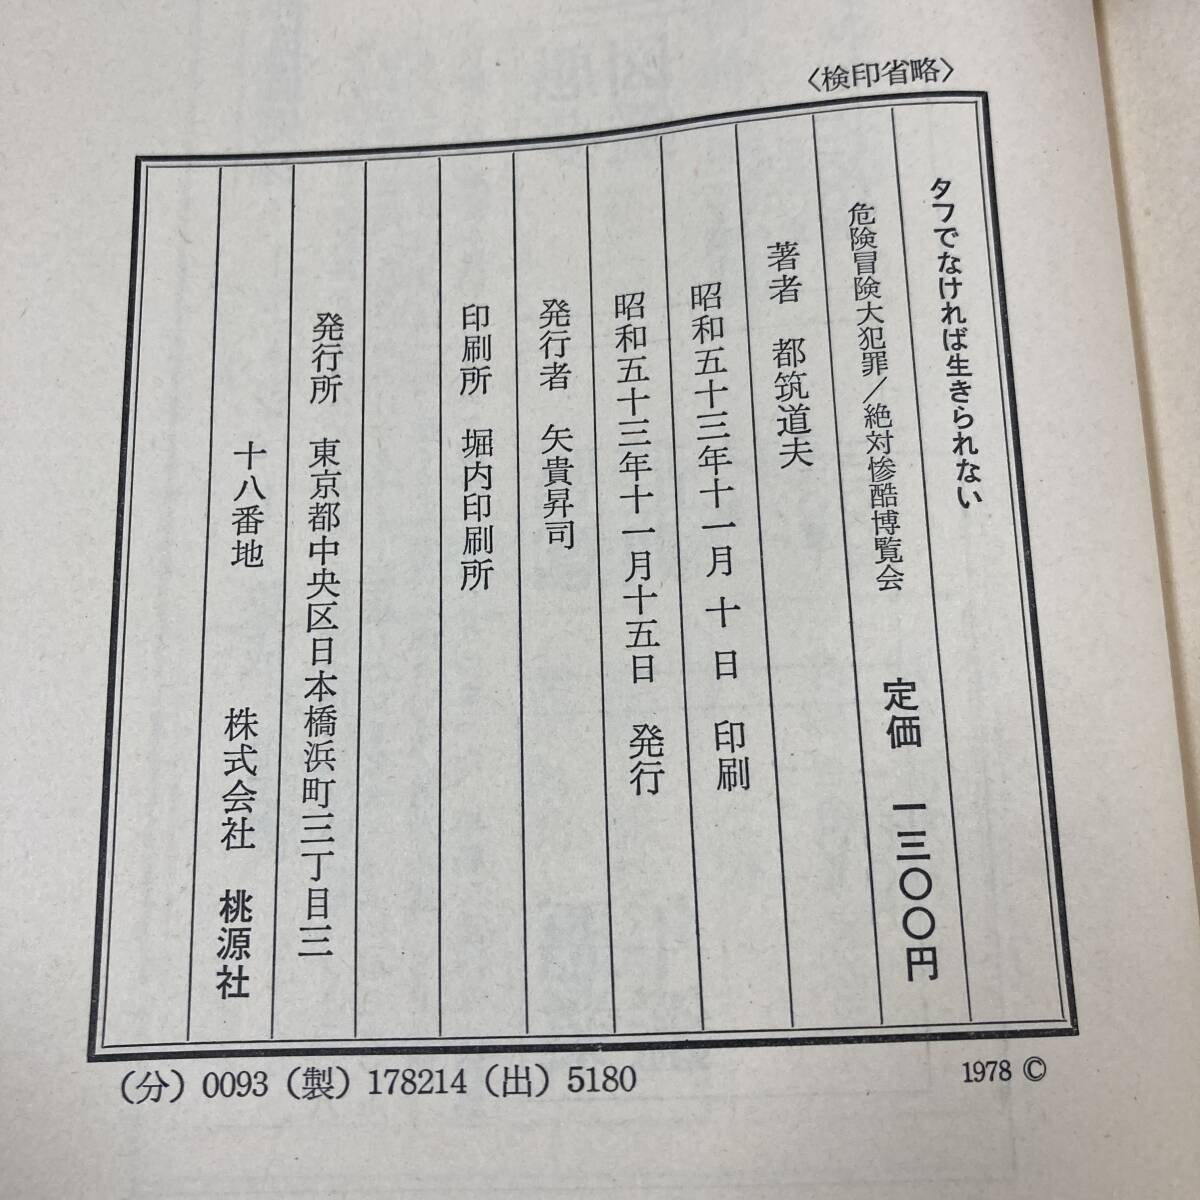 〈検印省略〉
タフでなければ生きられない
危険冒険大犯罪/絶対惨酷博覧会
定価 一三〇〇円
著者 都筑道夫
昭和五十三年十一月 十 日 印刷
昭和五十三年十一月十五日 発行
発行者 矢貴昇司
印刷所 堀内印刷所
発行所 東京都中央区日本橋浜町三丁目三
十八番地 株式会社 桃源社
(分) 0093 (製) 178214 (出) 5180
1978 ©